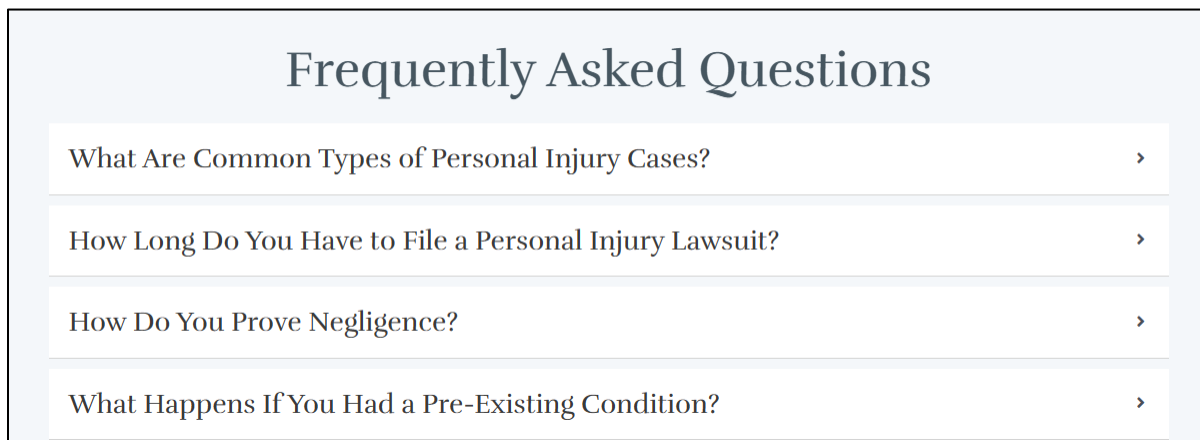 Frequently Asked Questions
What Are Common Types of Personal Injury Cases?
How Long Do You Have to File a Personal Injury Lawsuit?
How Do You Prove Negligence?
What Happens If You Had a Pre-Existing Condition?